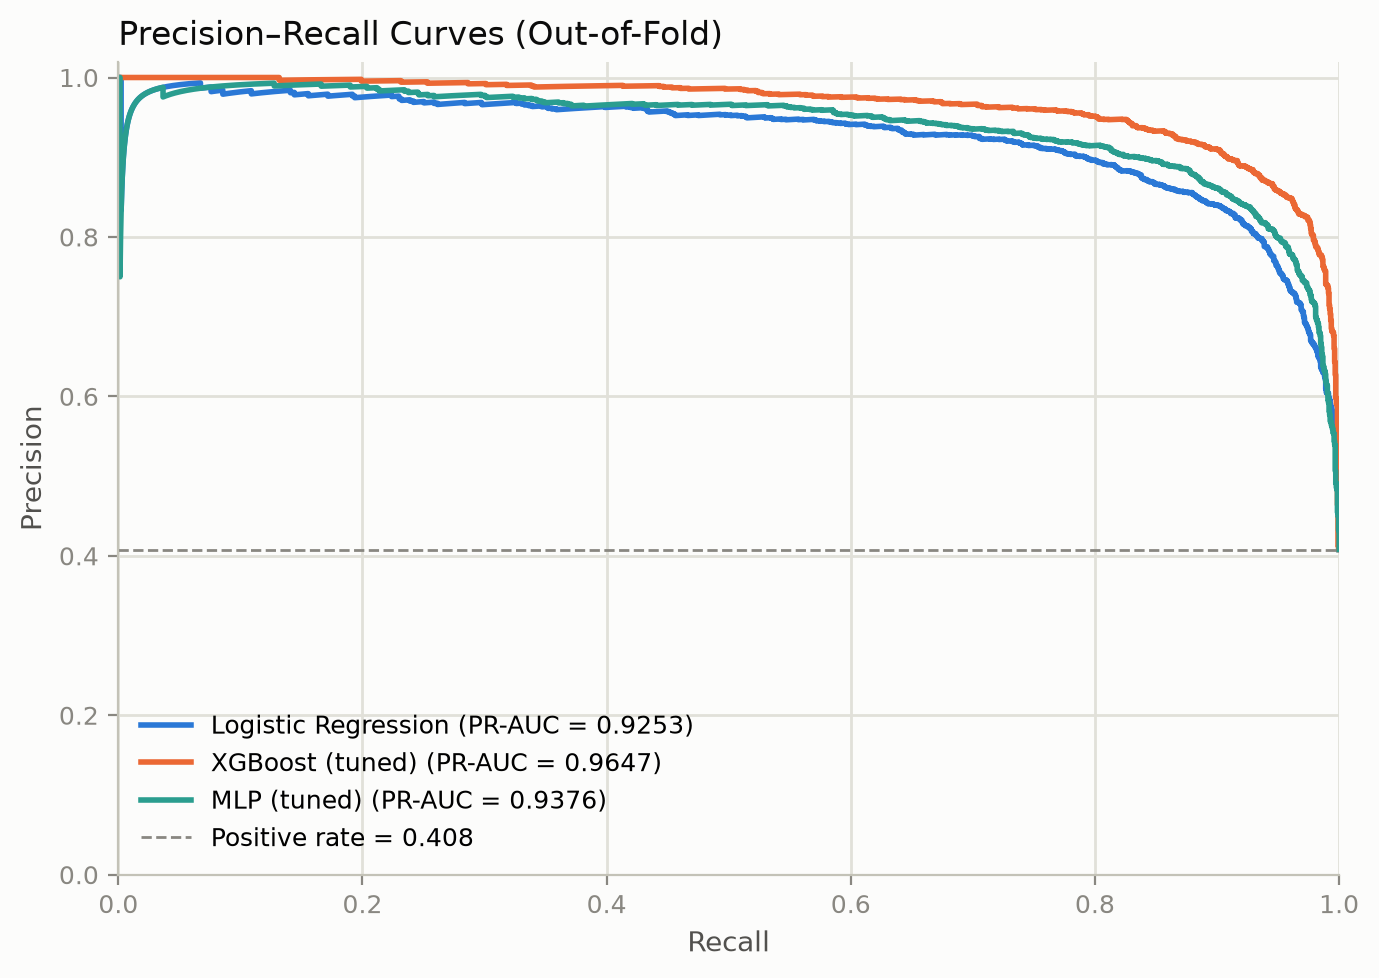 Precision–Recall Curves (Out-of-Fold)
1.0
0.8
0.6
0.4
0.2
0.0
Precision
Logistic Regression (PR-AUC = 0.9253)
XGBoost (tuned) (PR-AUC = 0.9647)
MLP (tuned) (PR-AUC = 0.9376)
Positive rate = 0.408
0.0 0.2 0.4 0.6 0.8 1.0
Recall